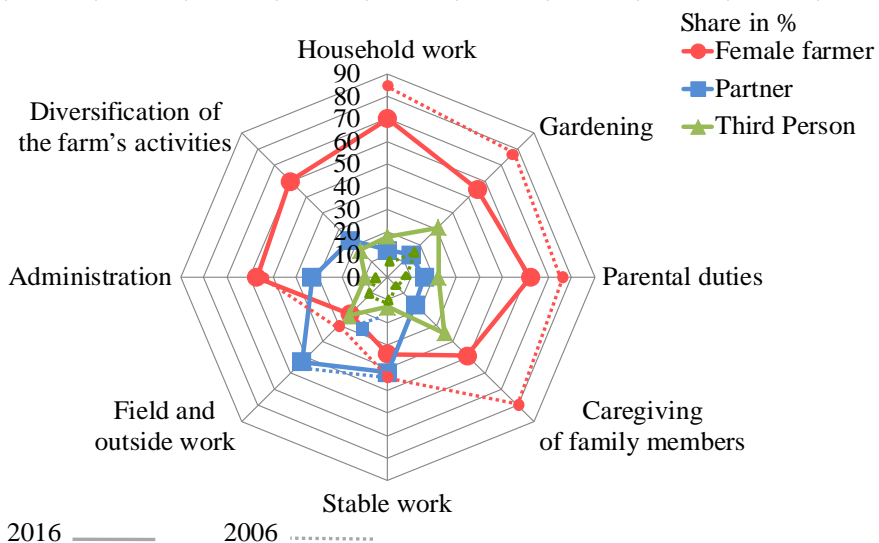 Share in %
Female farmer
Partner
Third Person
Household work
90
80
70
60
50
40
30
20
10
0
Gardening
Parental duties
Caregiving
of family members
Stable work
Field and
outside work
Administration
Diversification of
the farm's activities
2016
2006